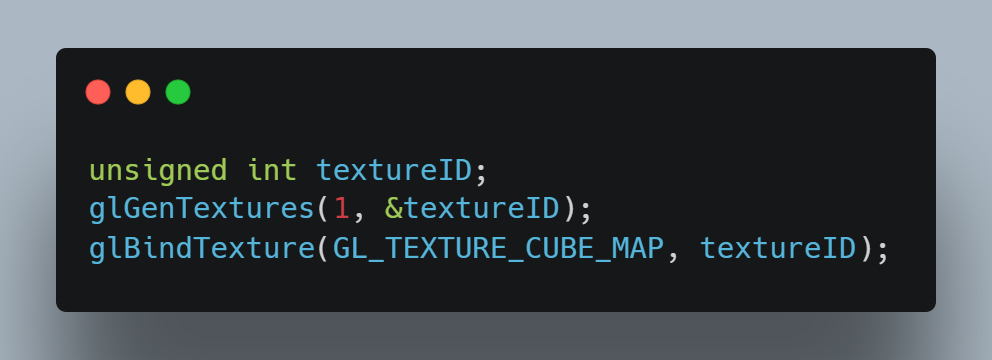 unsigned int textureID;
glGenTextures(1, &textureID);
glBindTexture(GL_TEXTURE_CUBE_MAP, textureID);